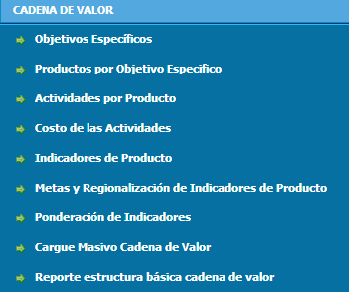 CADENA DE VALOR
Objetivos Específicos
Productos por Objetivo Especifico
Actividades por Producto
Costo de las Actividades
Indicadores de Producto
Metas y Regionalización de Indicadores de Producto
Ponderación de Indicadores
Cargue Masivo Cadena de Valor
Reporte estructura básica cadena de valor